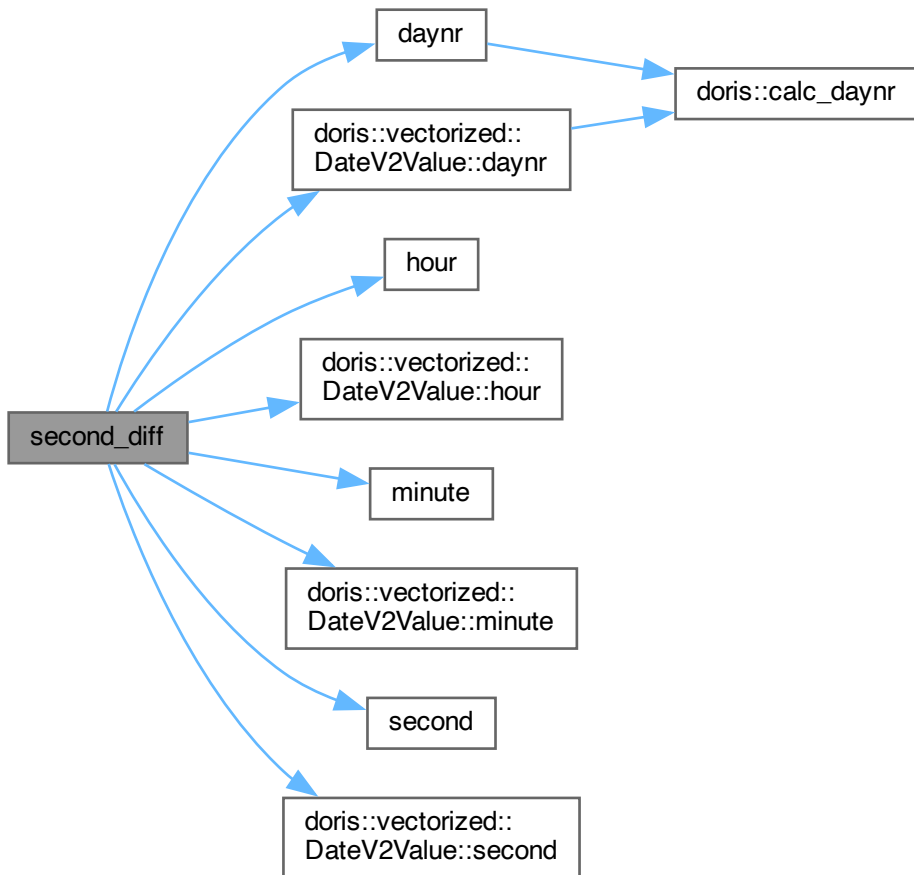 daynr
doris::calc_daynr
doris::vectorized::
DateV2Value::daynr
hour
doris::vectorized::
DateV2Value::hour
second_diff
minute
doris::vectorized::
DateV2Value::minute
second
doris::vectorized::
DateV2Value::second